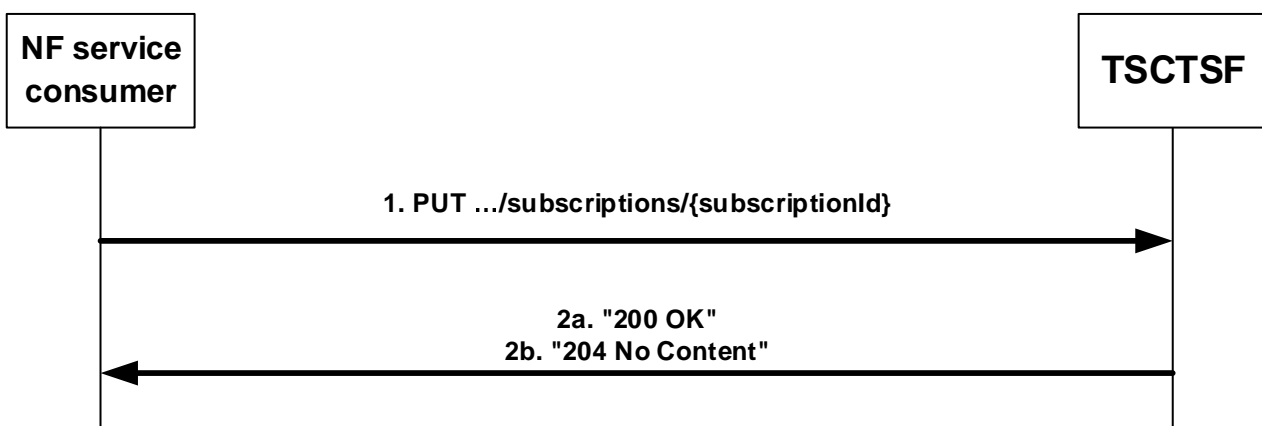 NF service
consumer
TSCTSF
1. PUT …/subscriptions/{subscriptionId}
2a. "200 OK"
2b. "204 No Content"